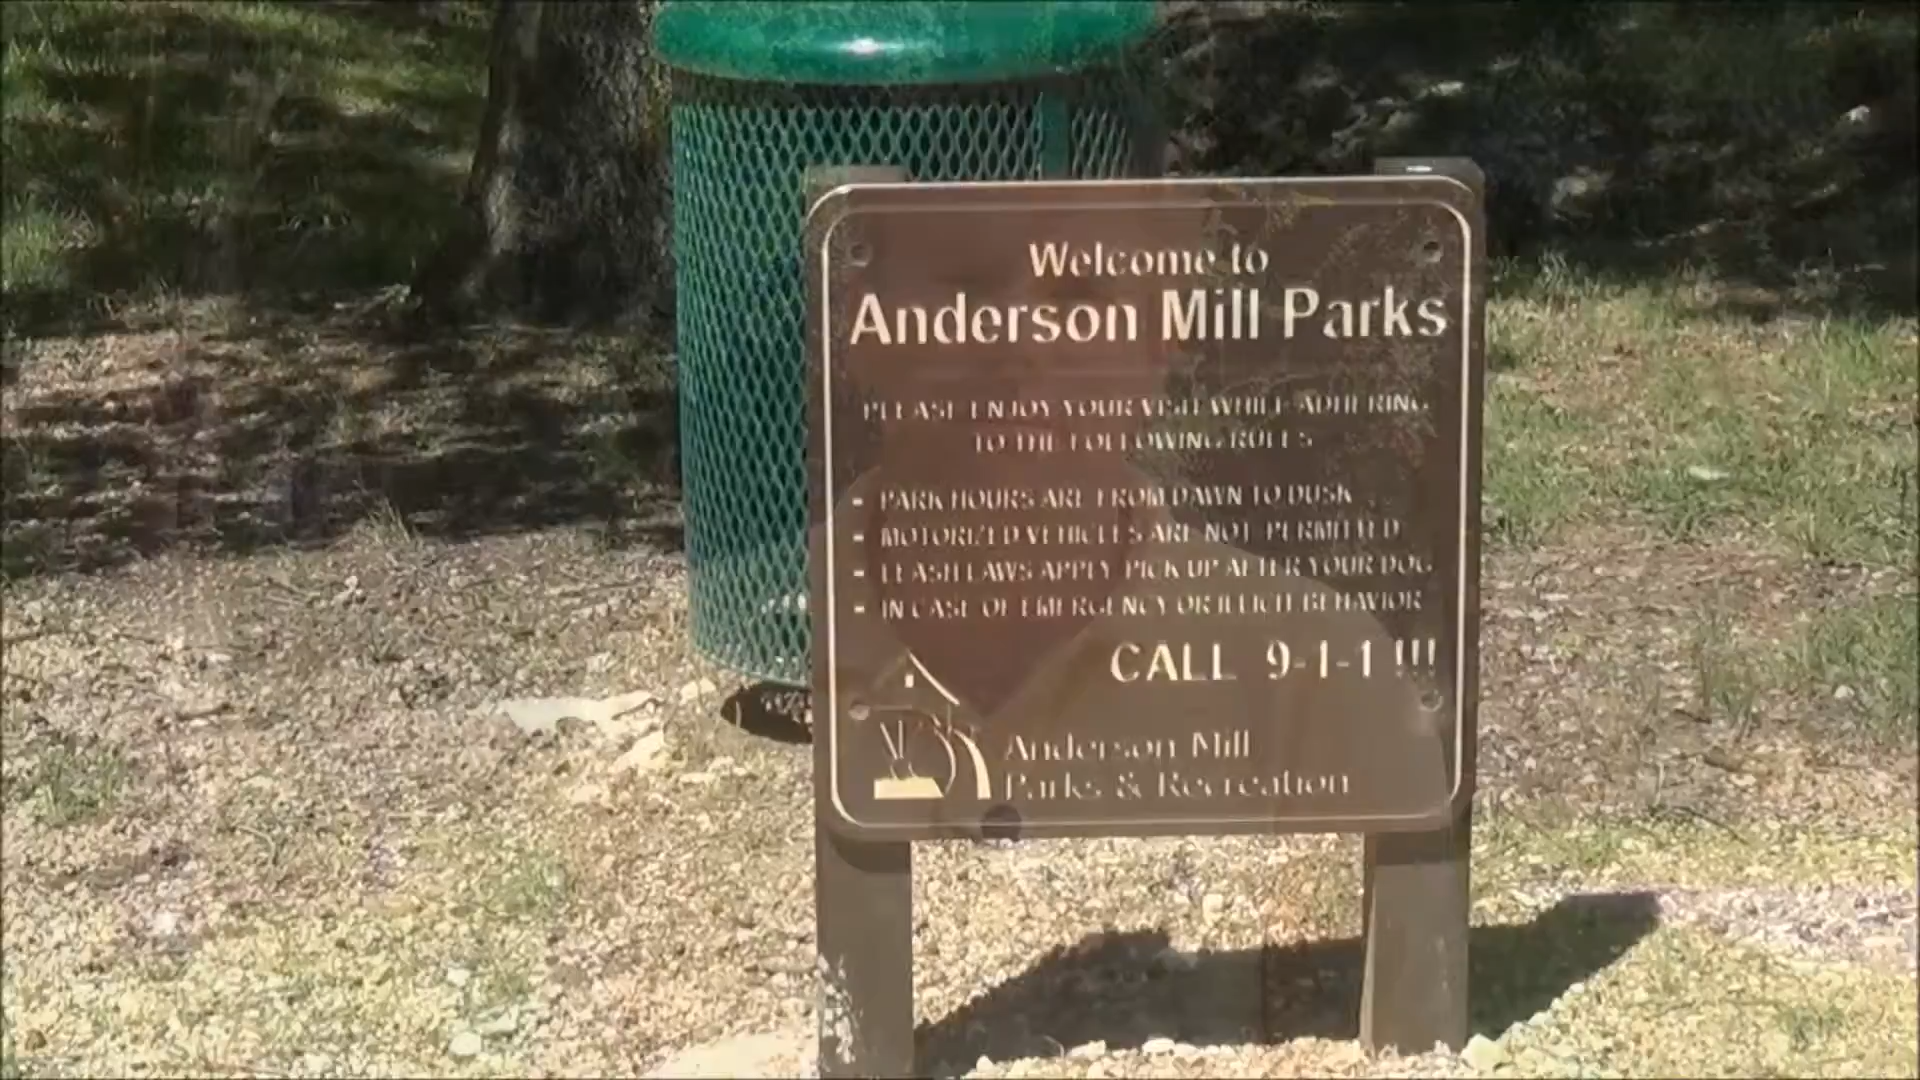 Welcome to
Anderson Mill Parks
PLEASE ENJOY YOUR VISIT WHILE ADHERING
TO THE FOLLOWING RULES
- PARK HOURS ARE FROM DAWN TO DUSK
- MOTORIZED VEHICLES ARE NOT PERMITTED
- LEASH LAWS APPLY PICK UP AFTER YOUR DOG
- IN CASE OF EMERGENCY OR ILLICIT BEHAVIOR
CALL 9-1-1 !!!
Anderson Mill
Parks & Recreation